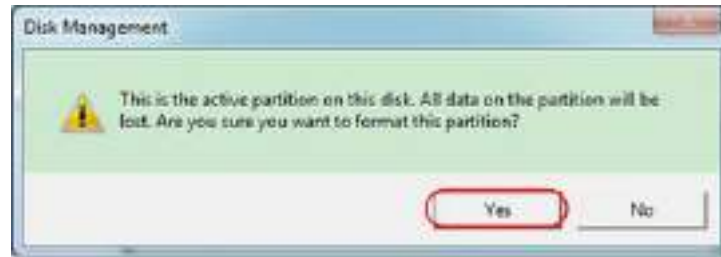 Disk Management
This is the active partition on this disk. All data on the partition will be
lost. Are you sure you want to format this partition?
Yes
No